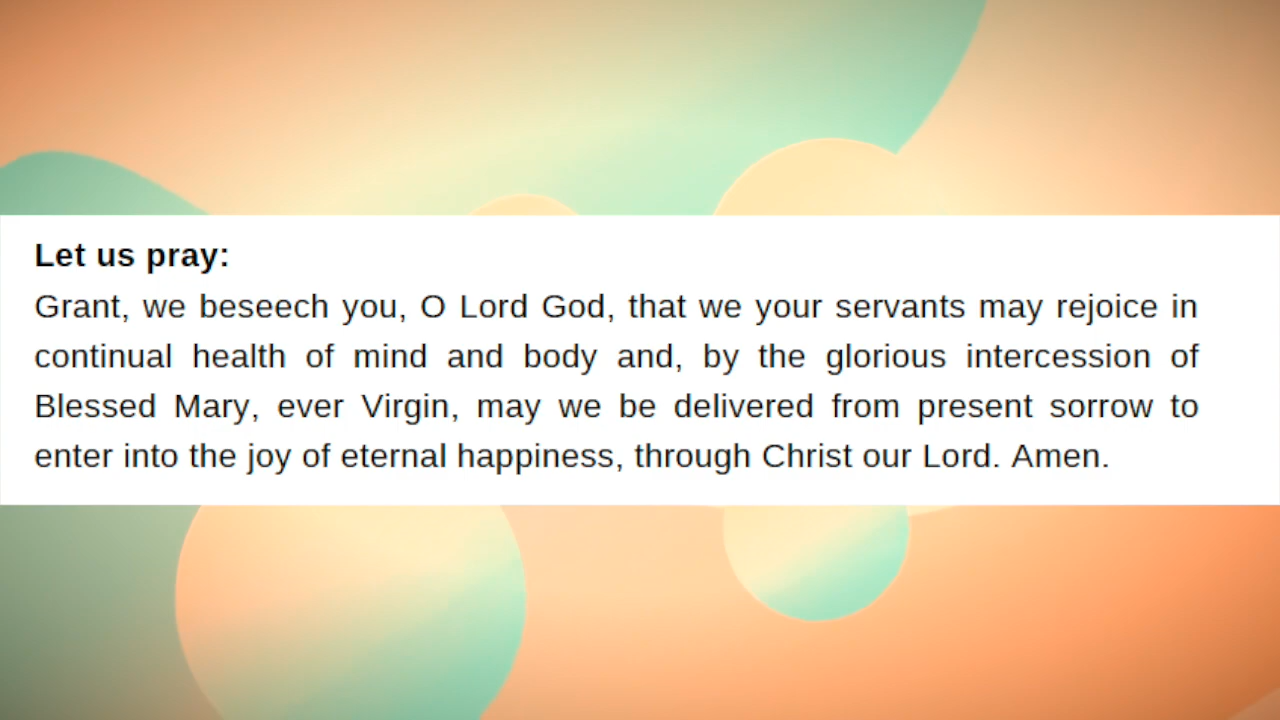 Let us pray:
Grant, we beseech you, O Lord God, that we your servants may rejoice in
continual health of mind and body and, by the glorious intercession of
Blessed Mary, ever Virgin, may we be delivered from present sorrow to
enter into the joy of eternal happiness, through Christ our Lord. Amen.